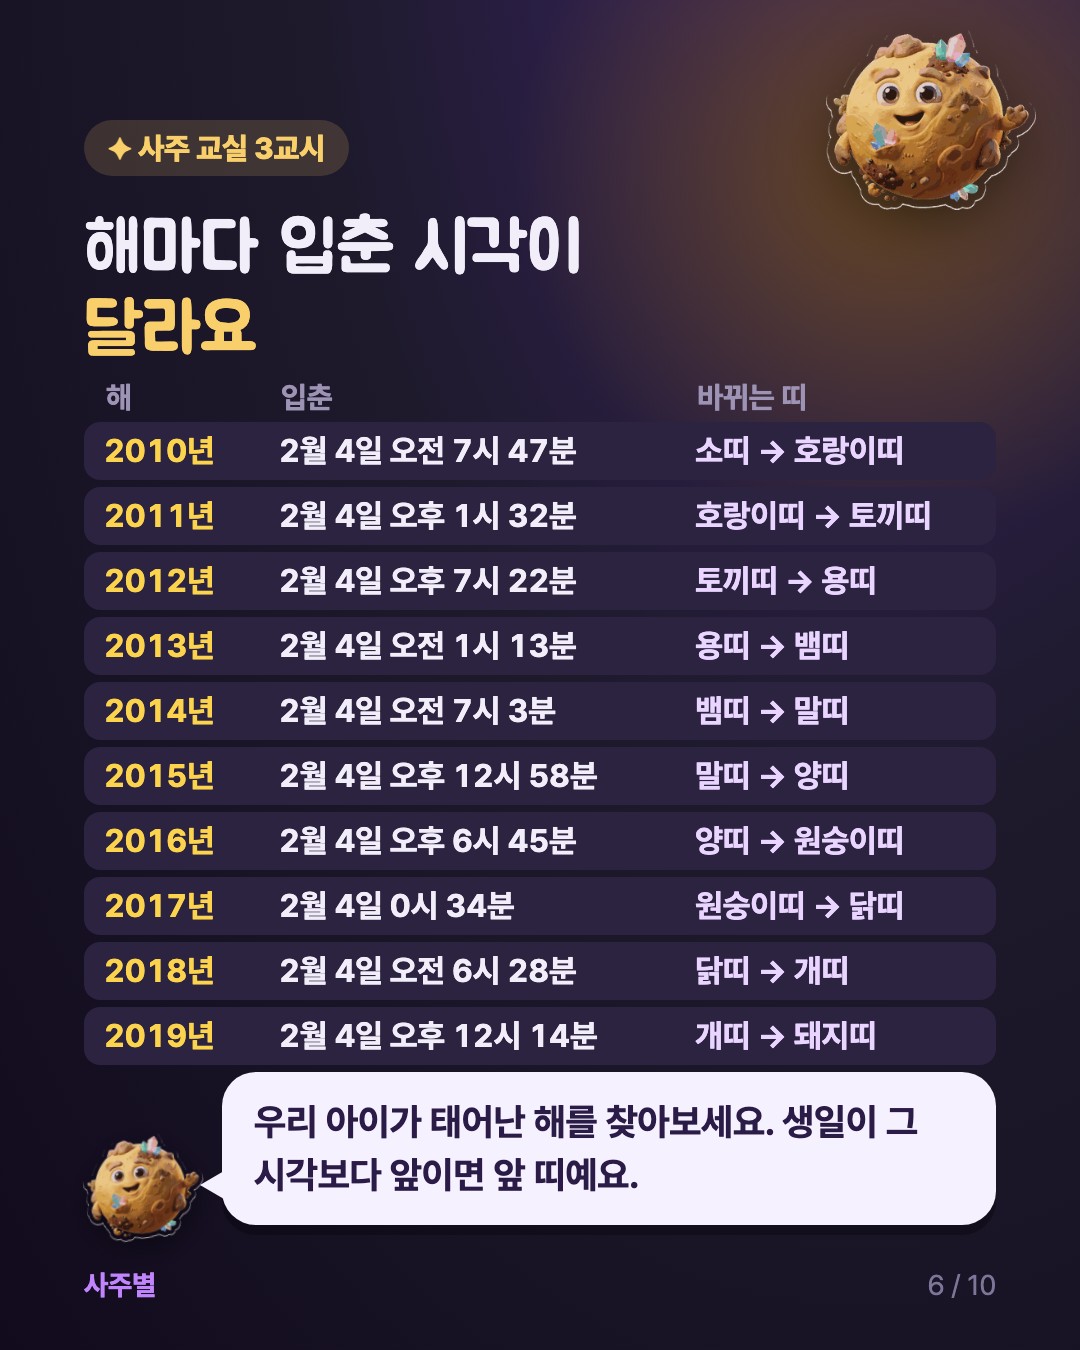 ✦ 사주 교실 3교시
해마다 입춘 시각이
달라요
해 입춘 바뀌는 띠
2010년 2월 4일 오전 7시 47분 소띠 → 호랑이띠
2011년 2월 4일 오후 1시 32분 호랑이띠 → 토끼띠
2012년 2월 4일 오후 7시 22분 토끼띠 → 용띠
2013년 2월 4일 오전 1시 13분 용띠 → 뱀띠
2014년 2월 4일 오전 7시 3분 뱀띠 → 말띠
2015년 2월 4일 오후 12시 58분 말띠 → 양띠
2016년 2월 4일 오후 6시 45분 양띠 → 원숭이띠
2017년 2월 4일 0시 34분 원숭이띠 → 닭띠
2018년 2월 4일 오전 6시 28분 닭띠 → 개띠
2019년 2월 4일 오후 12시 14분 개띠 → 돼지띠
우리 아이가 태어난 해를 찾아보세요. 생일이 그
시각보다 앞이면 앞 띠예요.
사주별 6 / 10